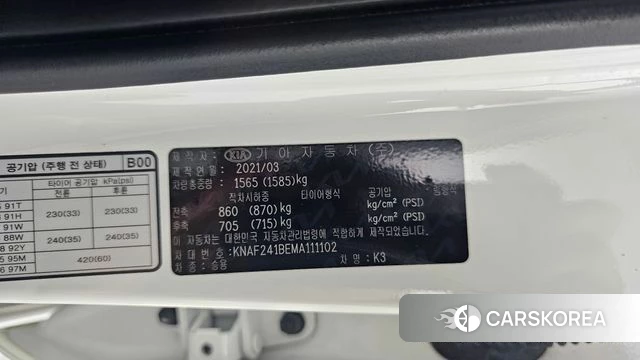 공기압 (주행 전 상태) B00
타이어 공기압 kPa(psi)
전륜 후륜
91T 230(33) 230(33)
91H
91W
88W 240(35) 240(35)
92Y
95M 420(60)
97M
제작자: KIA 기아자동차 (주)
제작연월: 2021/03
차량총중량: 1565 (1585)kg
적차시하중 타이어형식 공기압
kg/cm² (PSI)
전축 860 (870)kg kg/cm² (PSI)
후축 705 (715)kg
이 자동차는 대한민국 자동차관리법령에 적합하게 제작되었습니다.
차대번호: KNAF241BEMA111102
차종: 승용 차명: K3
CARSKOREA